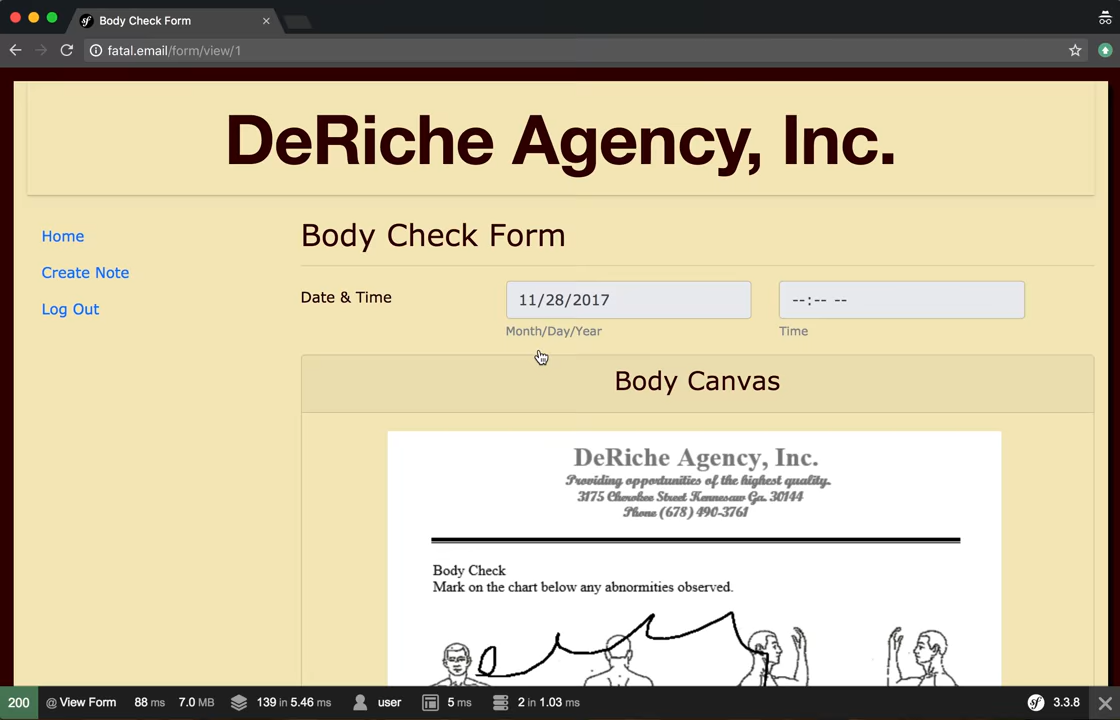 Body Check Form
fatal.email/form/view/1
DeRiche Agency, Inc.
Home
Create Note
Log Out
Body Check Form
Date & Time
11/28/2017
--:-- --
Month/Day/Year
Time
Body Canvas
DeRiche Agency, Inc.
Providing opportunities of the highest quality.
3175 Cherokee Street Kennesaw Ga. 30144
Phone (678) 490-3761
Body Check
Mark on the chart below any abnormities observed.
200 @ View Form 88 ms 7.0 MB 139 in 5.46 ms user 5 ms 2 in 1.03 ms sf 3.3.8